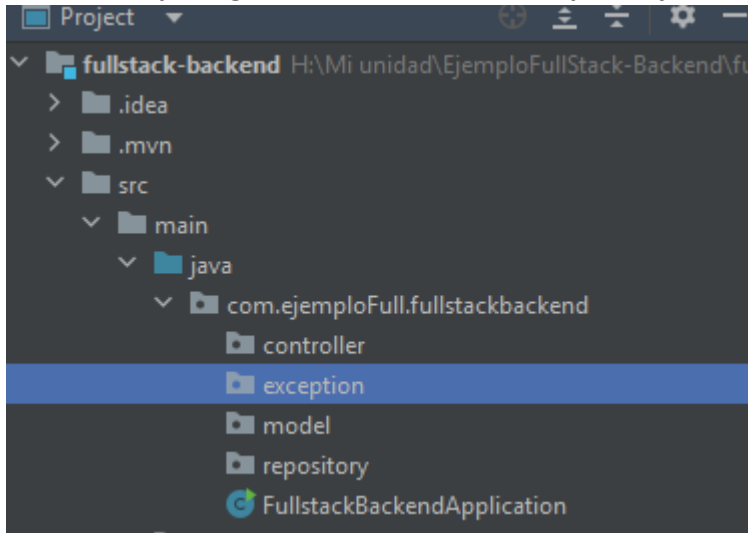 Project
fullstack-backend H:\Mi unidad\EjemploFullStack-Backend\fu
.idea
.mvn
src
main
java
com.ejemploFull.fullstackbackend
controller
exception
model
repository
FullstackBackendApplication